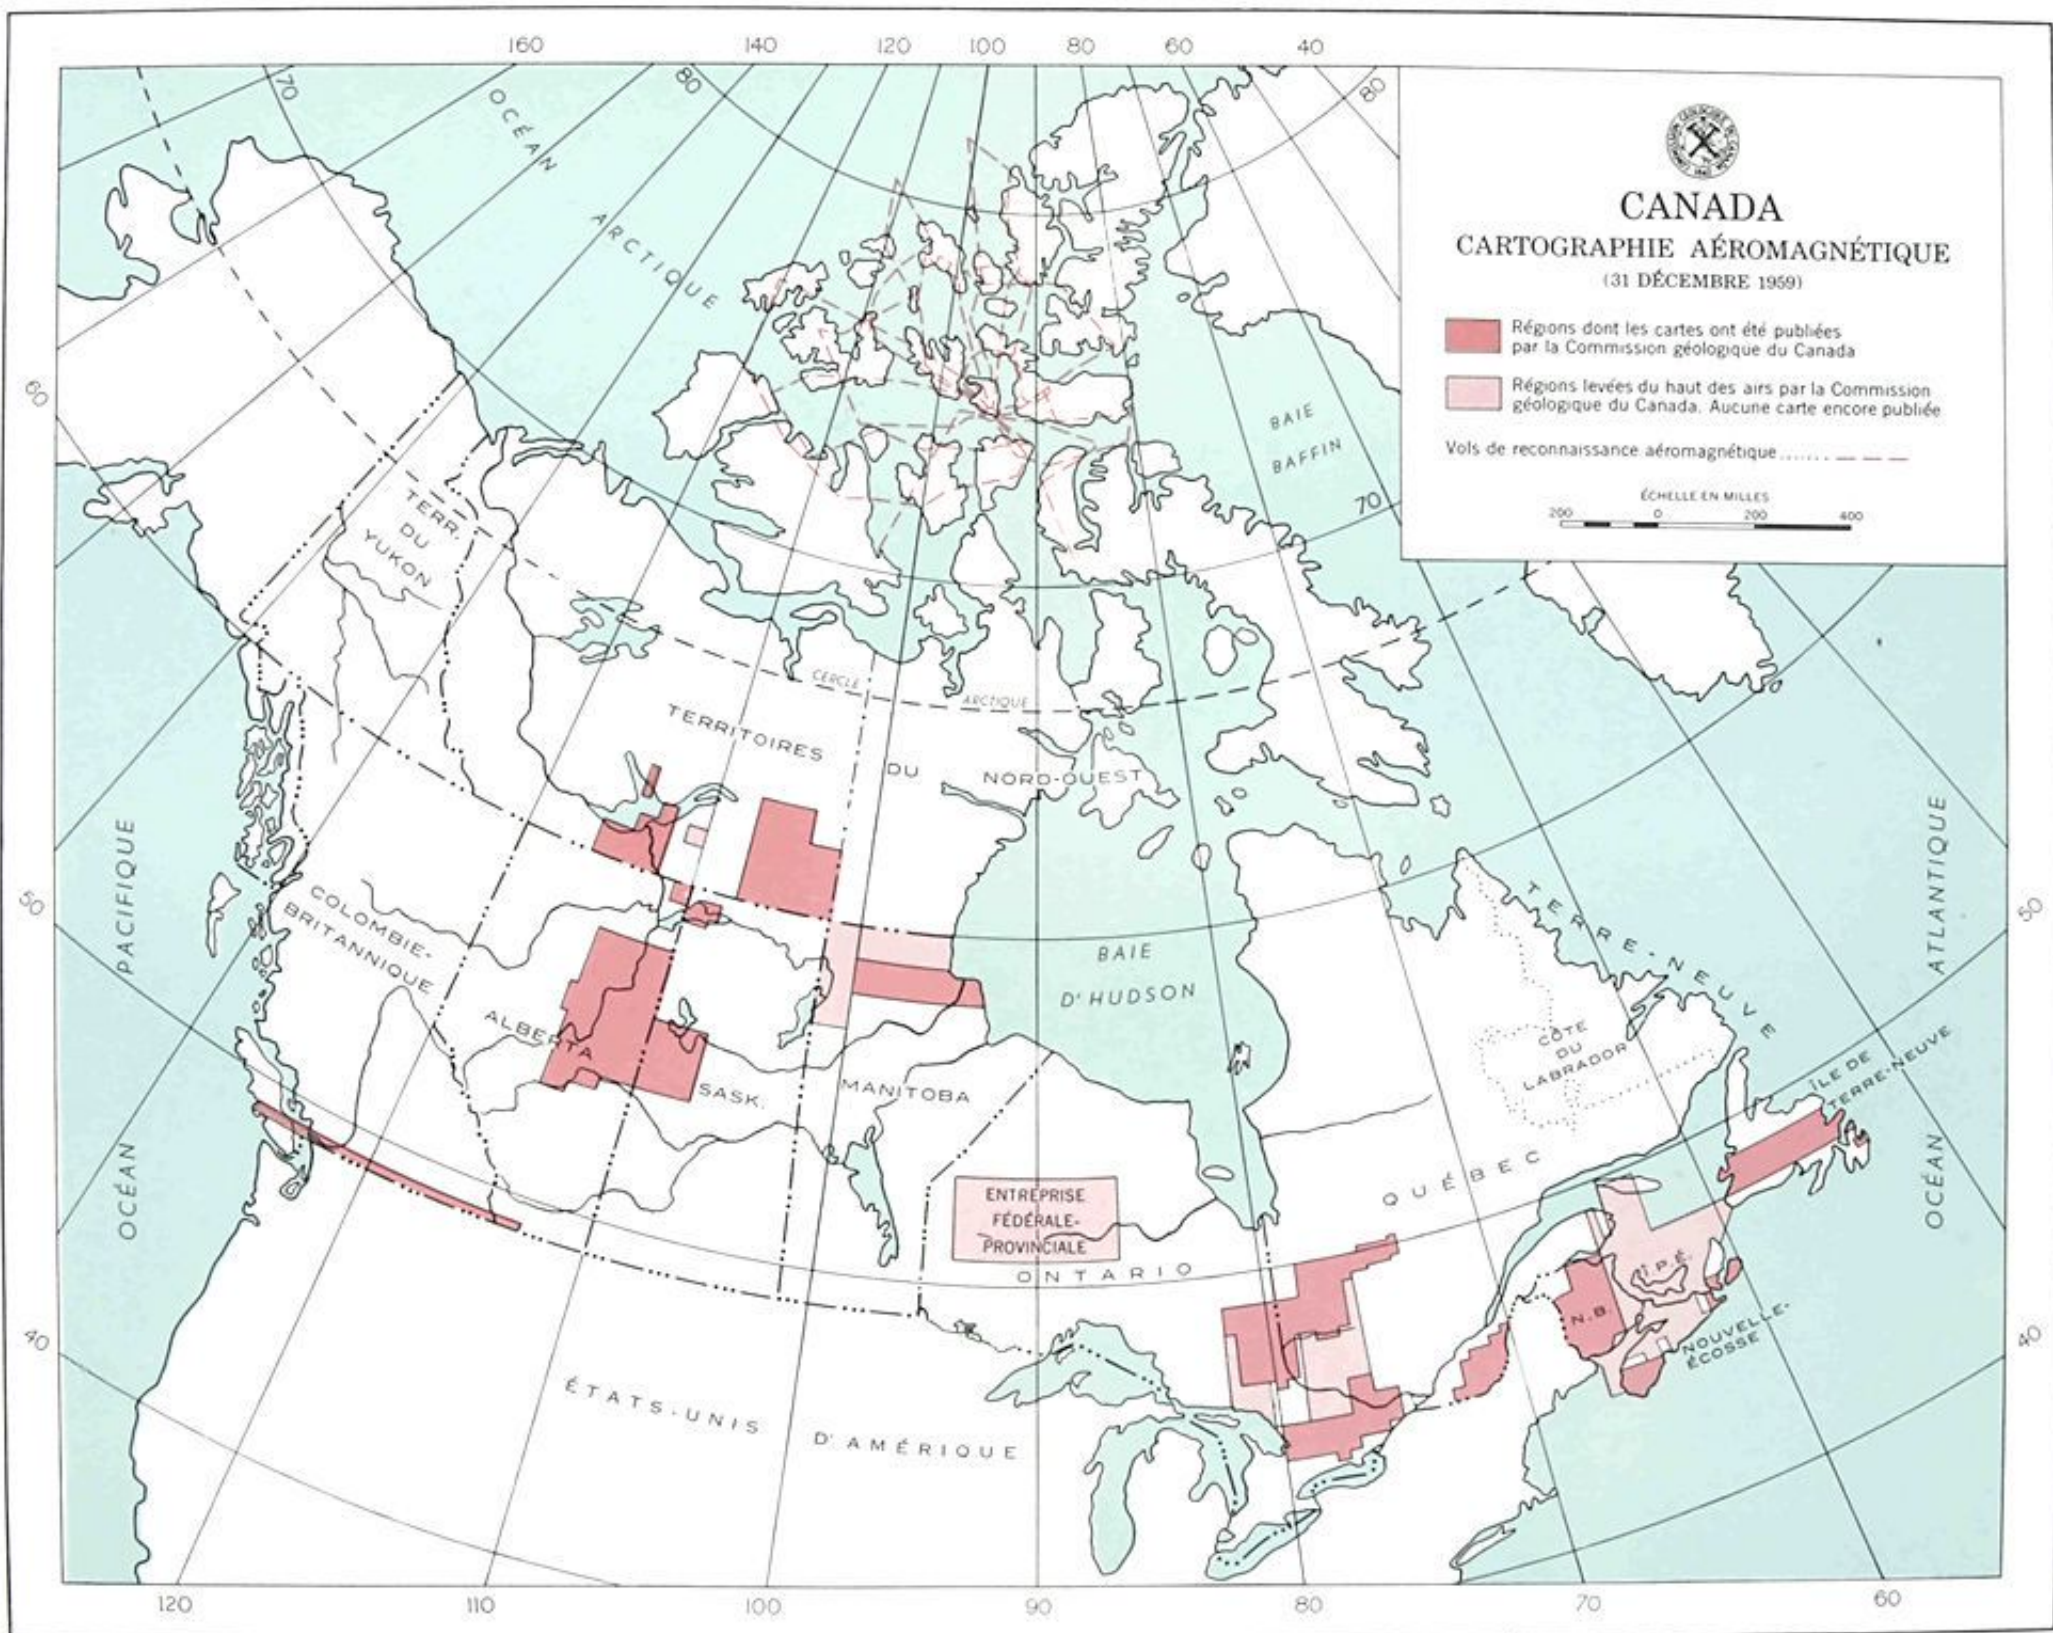 160 140 120 100 80 60 40
70
80
80
OCÉAN
ARCTIQUE
CANADA
CARTOGRAPHIE AÉROMAGNÉTIQUE
(31 DÉCEMBRE 1959)
Régions dont les cartes ont été publiées
par la Commission géologique du Canada
Régions levées du haut des airs par la Commission
géologique du Canada. Aucune carte encore publiée
Vols de reconnaissance aéromagnétique
ÉCHELLE EN MILLES
200 0 200 400
60
BAIE
BAFFIN
70
TERR.
DU
YUKON
CERCLE ARCTIQUE
TERRITOIRES DU NORD-OUEST
PACIFIQUE
OCÉAN
50
COLOMBIE-
BRITANNIQUE
ALBERTA
SASK.
MANITOBA
BAIE
D'HUDSON
TERRE-NEUVE
CÔTE
DU
LABRADOR
ÎLE DE
TERRE-NEUVE
ATLANTIQUE
OCÉAN
50
ENTREPRISE
FÉDÉRALE-
PROVINCIALE
ONTARIO
QUÉBEC
Î.P.É.
N.B.
NOUVELLE-
ÉCOSSE
40
40
ÉTATS-UNIS D'AMÉRIQUE
120 110 100 90 80 70 60